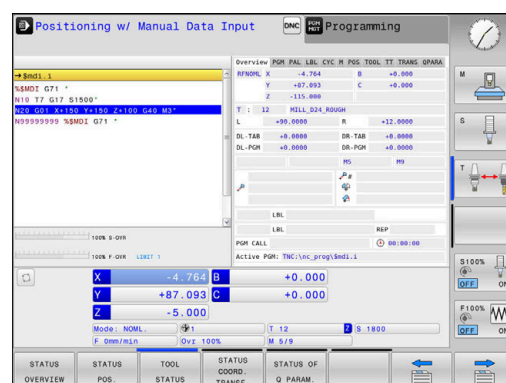 Positioning w/ Manual Data Input
DNC
PGM MGT
Programming
→$mdi.i
%$MDI G71 *
N10 T7 G17 S1500*
N20 G01 X+150 Y+150 Z+100 G40 M3*
N99999999 %$MDI G71 *
100% S-OVR
100% F-OVR LIMIT 1
Overview PGM PAL LBL CYC M POS TOOL TT TRANS QPARA
RFNOML X -4.764 B +0.000
Y +87.093 C +0.000
Z -115.000
T : 12 MILL_D24_ROUGH
L +90.0000 R +12.0000
DL-TAB +0.0000 DR-TAB +0.0000
DL-PGM +0.0000 DR-PGM +0.0000
M5 M9
LBL
LBL REP
PGM CALL 00:00:00
Active PGM: TNC:\nc_prog\$mdi.i
X -4.764 B +0.000
Y +87.093 C +0.000
Z -5.000
Mode: NOML. 1 T 12 Z S 1800
F 0mm/min Ovr 100% M 5/9
M
S
T
S100%
OFF ON
F100%
OFF ON
STATUS OVERVIEW
STATUS POS.
TOOL STATUS
STATUS COORD. TRANSF.
STATUS OF Q PARAM.